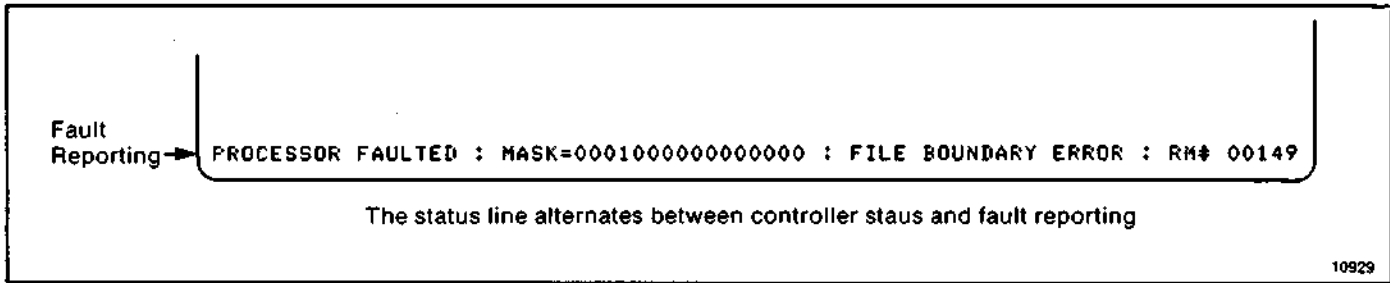 Fault
Reporting
PROCESSOR FAULTED : MASK=0001000000000000 : FILE BOUNDARY ERROR : RM# 00149
The status line alternates between controller staus and fault reporting
10929